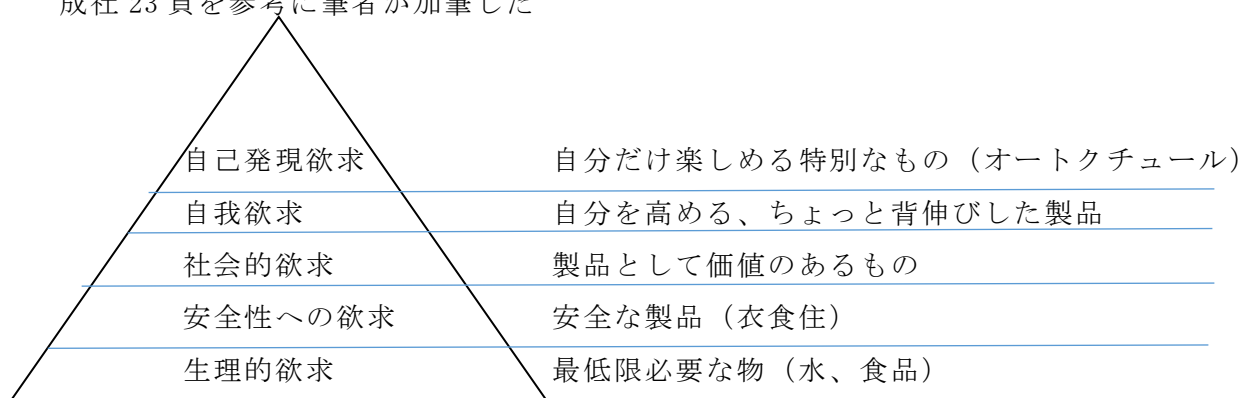 成社 23 頁を参考に筆者が加筆した
自己発現欲求 自分だけ楽しめる特別なもの（オートクチュール）
自我欲求 自分を高める、ちょっと背伸びした製品
社会的欲求 製品として価値のあるもの
安全性への欲求 安全な製品（衣食住）
生理的欲求 最低限必要な物（水、食品）